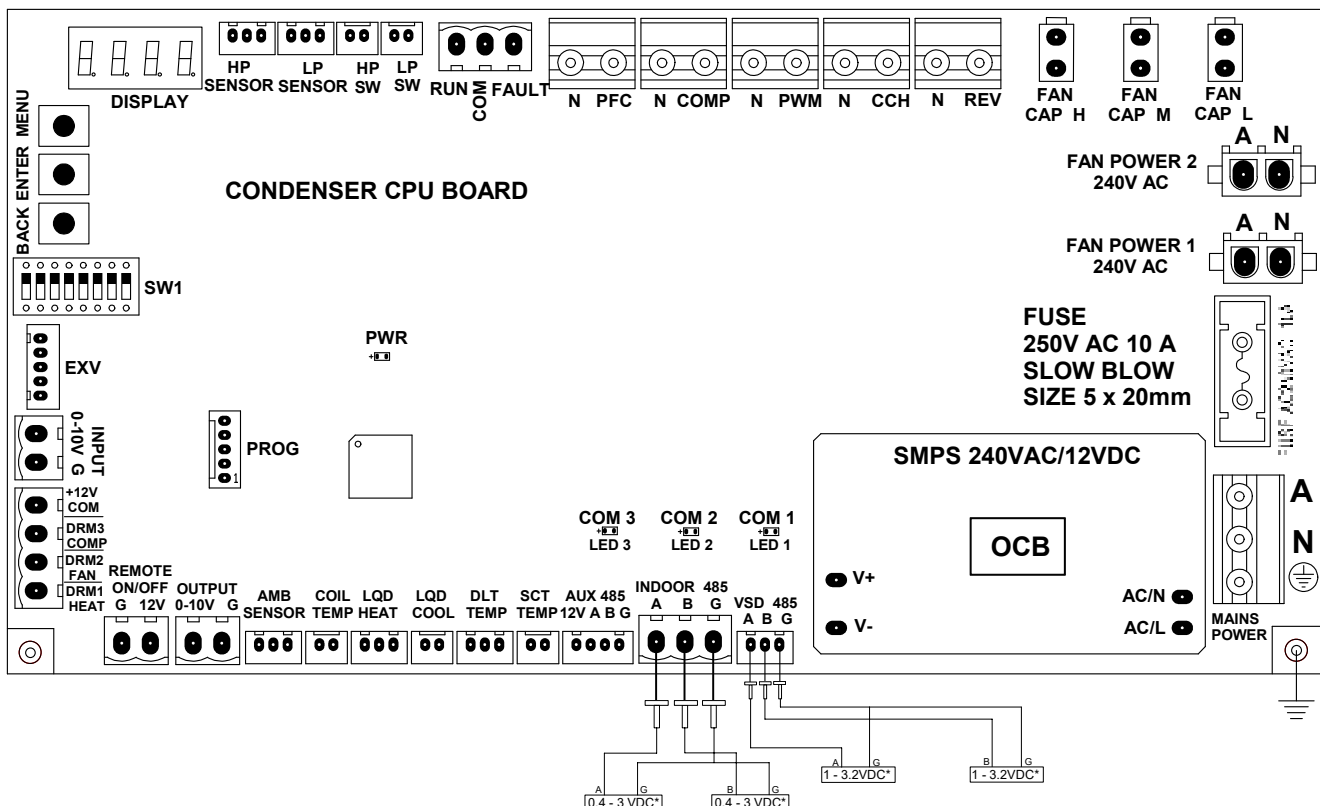 DISPLAY
HP
SENSOR
LP
SENSOR
HP
SW
LP
SW
RUN
COM
FAULT
N PFC
N COMP
N PWM
N CCH
N REV
FAN
CAP H
FAN
CAP M
FAN
CAP L
MENU
ENTER
BACK
CONDENSER CPU BOARD
A N
FAN POWER 2
240V AC
A N
FAN POWER 1
240V AC
SW1
EXV
PWR
FUSE
250V AC 10 A
SLOW BLOW
SIZE 5 x 20mm
0-10V G
INPUT
PROG
1
SMPS 240VAC/12VDC
OCB
V+
V-
AC/N
AC/L
A
N
MAINS
POWER
+12V
COM
DRM3
COMP
DRM2
FAN
DRM1
HEAT
COM 3
LED 3
COM 2
LED 2
COM 1
LED 1
REMOTE
ON/OFF
G 12V
OUTPUT
0-10V G
AMB
SENSOR
COIL
TEMP
LQD
HEAT
LQD
COOL
DLT
TEMP
SCT
TEMP
AUX 485
12V A B G
INDOOR 485
A B G
VSD 485
A B G
A G
1 - 3.2VDC*
B G
1 - 3.2VDC*
A G
0.4 - 3 VDC*
B G
0.4 - 3 VDC*